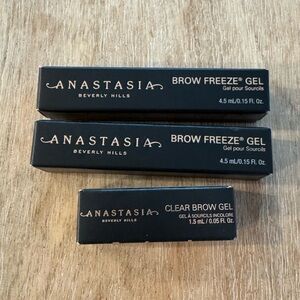 ANASTASIA
BEVERLY HILLS
BROW FREEZE® GEL
Gel pour Sourcils
4.5 mL/0.15 Fl. Oz.
ANASTASIA
BEVERLY HILLS
BROW FREEZE® GEL
Gel pour Sourcils
4.5 mL/0.15 Fl. Oz.
ANASTASIA
BEVERLY HILLS
CLEAR BROW GEL
GEL À SOURCILS INCOLORE
1.5 mL / 0.05 Fl. Oz.